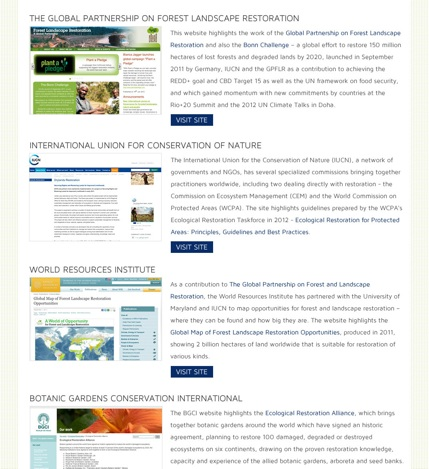 THE GLOBAL PARTNERSHIP ON FOREST LANDSCAPE RESTORATION
Forest Landscape Restoration
plant a pledge
This website highlights the work of the Global Partnership on Forest Landscape
Restoration and also the Bonn Challenge – a global effort to restore 150 million
hectares of lost forests and degraded lands by 2020, launched in September
2011 by Germany, IUCN and the GPFLR as a contribution to achieving the
REDD+ goal and CBD Target 15 as well as the UN framework on food security,
and which gained momentum with new commitments by countries at the
Rio+20 Summit and the 2012 UN Climate Talks in Doha.
VISIT SITE
INTERNATIONAL UNION FOR CONSERVATION OF NATURE
IUCN
The International Union for the Conservation of Nature (IUCN), a network of
governments and NGOs, has several specialized commissions bringing together
practitioners worldwide, including two dealing directly with restoration - the
Commission on Ecosystem Management (CEM) and the World Commission on
Protected Areas (WCPA). The site highlights guidelines prepared by the WCPA's
Ecological Restoration Taskforce in 2012 - Ecological Restoration for Protected
Areas: Principles, Guidelines and Best Practices.
VISIT SITE
WORLD RESOURCES INSTITUTE
Global Map of Forest Landscape Restoration
Opportunities
A World of Opportunity
As a contribution to The Global Partnership on Forest and Landscape
Restoration, the World Resources Institute has partnered with the University of
Maryland and IUCN to map opportunities for forest and landscape restoration –
where they can be found and how big they are. The website highlights the
Global Map of Forest Landscape Restoration Opportunities, produced in 2011,
showing 2 billion hectares of land worldwide that is suitable for restoration of
various kinds.
VISIT SITE
BOTANIC GARDENS CONSERVATION INTERNATIONAL
BGCI
Our work
The BGCI website highlights the Ecological Restoration Alliance, which brings
together botanic gardens around the world which have signed an historic
agreement, planning to restore 100 damaged, degraded or destroyed
ecosystems on six continents, drawing on the proven restoration knowledge,
capacity and experience of the allied botanic gardens, arboreta and seed banks.